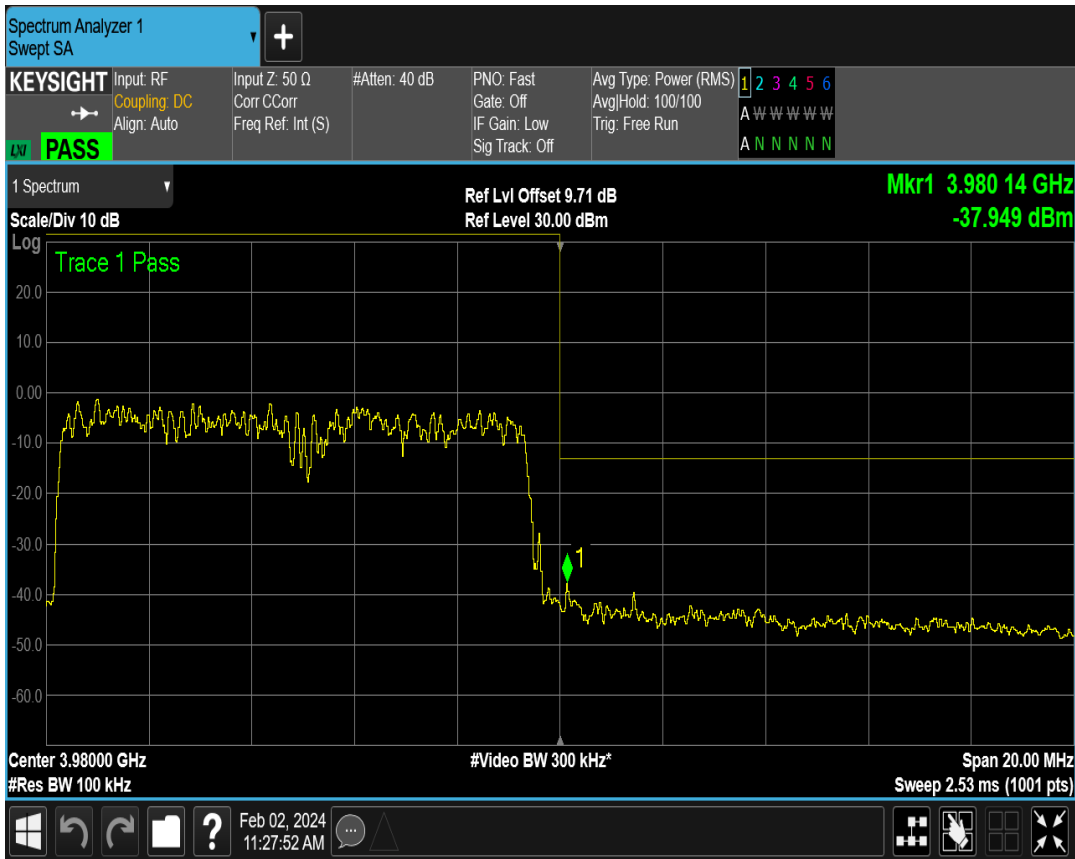 Spectrum Analyzer 1
Swept SA
+
KEYSIGHT
LXI PASS
Input: RF
Coupling: DC
Align: Auto
Input Z: 50 Ω
Corr CCorr
Freq Ref: Int (S)
#Atten: 40 dB
PNO: Fast
Gate: Off
IF Gain: Low
Sig Track: Off
Avg Type: Power (RMS)
Avg|Hold: 100/100
Trig: Free Run
1 2 3 4 5 6
A W W W W W
A N N N N N
1 Spectrum
Scale/Div 10 dB
Ref Lvl Offset 9.71 dB
Ref Level 30.00 dBm
Mkr1 3.980 14 GHz
-37.949 dBm
Log
Trace 1 Pass
20.0
10.0
0.00
-10.0
-20.0
-30.0
1
-40.0
-50.0
-60.0
Center 3.98000 GHz
#Res BW 100 kHz
#Video BW 300 kHz*
Span 20.00 MHz
Sweep 2.53 ms (1001 pts)
?
Feb 02, 2024
11:27:52 AM